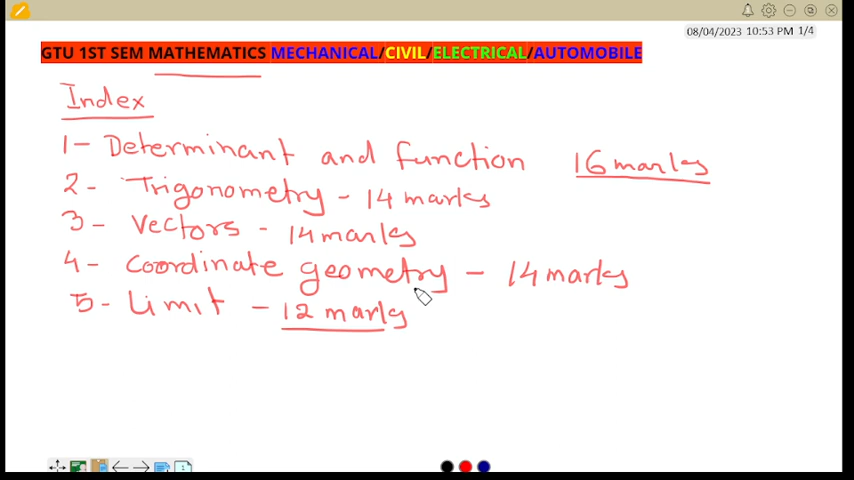 08/04/2023 10:53 PM 1/4
GTU 1ST SEM MATHEMATICS MECHANICAL/CIVIL/ELECTRICAL/AUTOMOBILE
Index
1- Determinant and function 16 marks
2- Trigonometry - 14 marks
3- Vectors - 14 marks
4- coordinate geometry - 14 marks
5- Limit - 12 marks
1